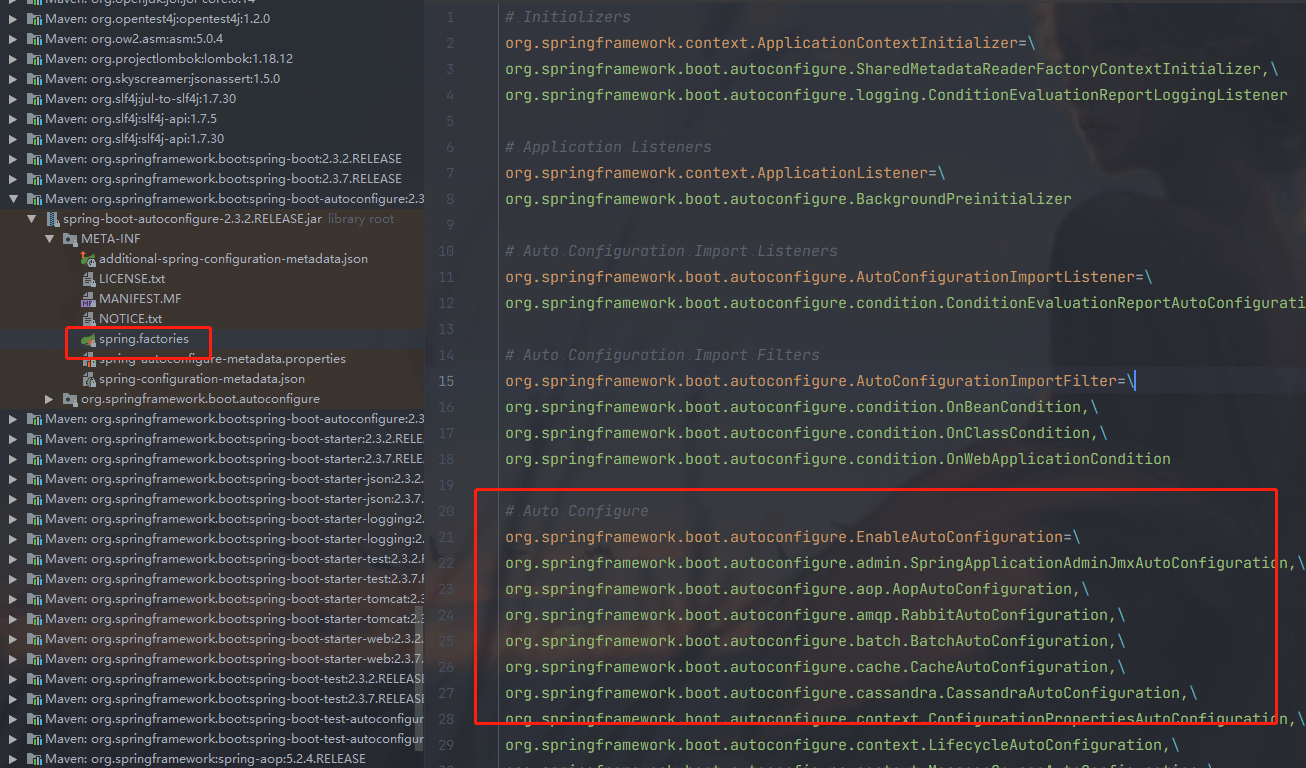 Maven: org.opentest4j:opentest4j:1.2.0
Maven: org.ow2.asm:asm:5.0.4
Maven: org.projectlombok:lombok:1.18.12
Maven: org.skyscreamer:jsonassert:1.5.0
Maven: org.slf4j:jul-to-slf4j:1.7.30
Maven: org.slf4j:slf4j-api:1.7.5
Maven: org.slf4j:slf4j-api:1.7.30
Maven: org.springframework.boot:spring-boot:2.3.2.RELEASE
Maven: org.springframework.boot:spring-boot:2.3.7.RELEASE
Maven: org.springframework.boot:spring-boot-autoconfigure:2.3
spring-boot-autoconfigure-2.3.2.RELEASE.jar library root
META-INF
additional-spring-configuration-metadata.json
LICENSE.txt
MANIFEST.MF
NOTICE.txt
spring.factories
spring-autoconfigure-metadata.properties
spring-configuration-metadata.json
org.springframework.boot.autoconfigure
Maven: org.springframework.boot:spring-boot-autoconfigure:2.3
Maven: org.springframework.boot:spring-boot-starter:2.3.2.RELE
Maven: org.springframework.boot:spring-boot-starter:2.3.7.RELE
Maven: org.springframework.boot:spring-boot-starter-json:2.3.2.
Maven: org.springframework.boot:spring-boot-starter-json:2.3.7.
Maven: org.springframework.boot:spring-boot-starter-logging:2.
Maven: org.springframework.boot:spring-boot-starter-logging:2.
Maven: org.springframework.boot:spring-boot-starter-test:2.3.2.F
Maven: org.springframework.boot:spring-boot-starter-test:2.3.7.F
Maven: org.springframework.boot:spring-boot-starter-tomcat:2.3
Maven: org.springframework.boot:spring-boot-starter-tomcat:2.3
Maven: org.springframework.boot:spring-boot-starter-web:2.3.2.
Maven: org.springframework.boot:spring-boot-starter-web:2.3.7.
Maven: org.springframework.boot:spring-boot-test:2.3.2.RELEASE
Maven: org.springframework.boot:spring-boot-test:2.3.7.RELEASE
Maven: org.springframework.boot:spring-boot-test-autoconfigur
Maven: org.springframework.boot:spring-boot-test-autoconfigur
Maven: org.springframework:spring-aop:5.2.4.RELEASE
1 # Initializers
2 org.springframework.context.ApplicationContextInitializer=\
3 org.springframework.boot.autoconfigure.SharedMetadataReaderFactoryContextInitializer,\
4 org.springframework.boot.autoconfigure.logging.ConditionEvaluationReportLoggingListener
5
6 # Application Listeners
7 org.springframework.context.ApplicationListener=\
8 org.springframework.boot.autoconfigure.BackgroundPreinitializer
9
10 # Auto Configuration Import Listeners
11 org.springframework.boot.autoconfigure.AutoConfigurationImportListener=\
12 org.springframework.boot.autoconfigure.condition.ConditionEvaluationReportAutoConfigurati
13
14 # Auto Configuration Import Filters
15 org.springframework.boot.autoconfigure.AutoConfigurationImportFilter=\
16 org.springframework.boot.autoconfigure.condition.OnBeanCondition,\
17 org.springframework.boot.autoconfigure.condition.OnClassCondition,\
18 org.springframework.boot.autoconfigure.condition.OnWebApplicationCondition
19
20 # Auto Configure
21 org.springframework.boot.autoconfigure.EnableAutoConfiguration=\
22 org.springframework.boot.autoconfigure.admin.SpringApplicationAdminJmxAutoConfiguration,\
23 org.springframework.boot.autoconfigure.aop.AopAutoConfiguration,\
24 org.springframework.boot.autoconfigure.amqp.RabbitAutoConfiguration,\
25 org.springframework.boot.autoconfigure.batch.BatchAutoConfiguration,\
26 org.springframework.boot.autoconfigure.cache.CacheAutoConfiguration,\
27 org.springframework.boot.autoconfigure.cassandra.CassandraAutoConfiguration,\
28 org.springframework.boot.autoconfigure.context.ConfigurationPropertiesAutoConfiguration,\
29 org.springframework.boot.autoconfigure.context.LifecycleAutoConfiguration,\